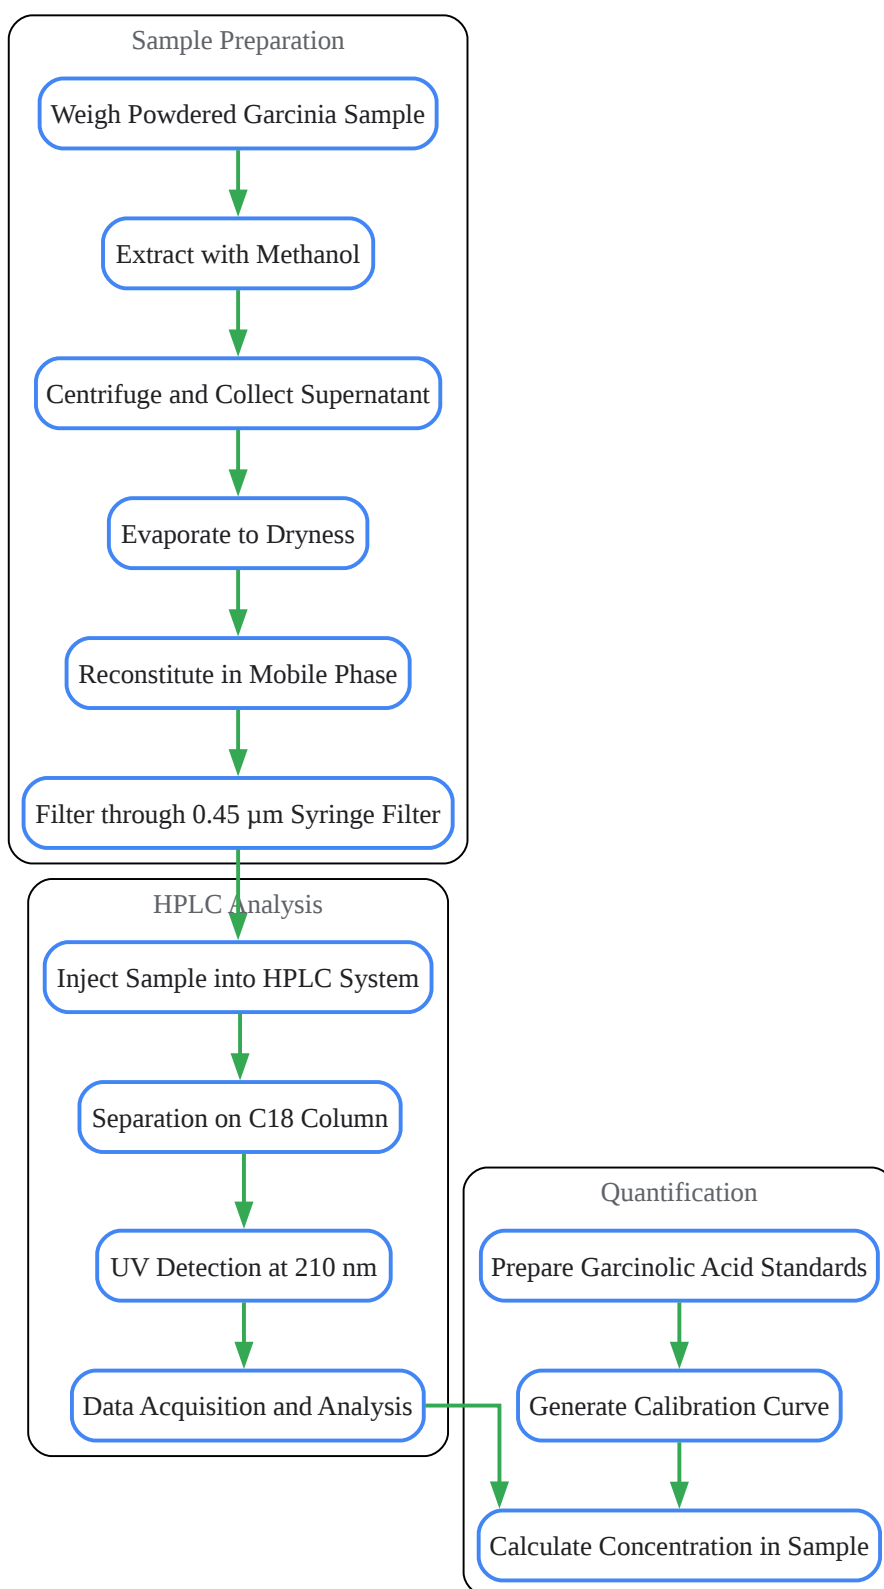 Sample Preparation
Weigh Powdered Garcinia Sample
Extract with Methanol
Centrifuge and Collect Supernatant
Evaporate to Dryness
Reconstitute in Mobile Phase
Filter through 0.45 µm Syringe Filter
HPLC Analysis
Inject Sample into HPLC System
Separation on C18 Column
UV Detection at 210 nm
Data Acquisition and Analysis
Quantification
Prepare Garcinolic Acid Standards
Generate Calibration Curve
Calculate Concentration in Sample